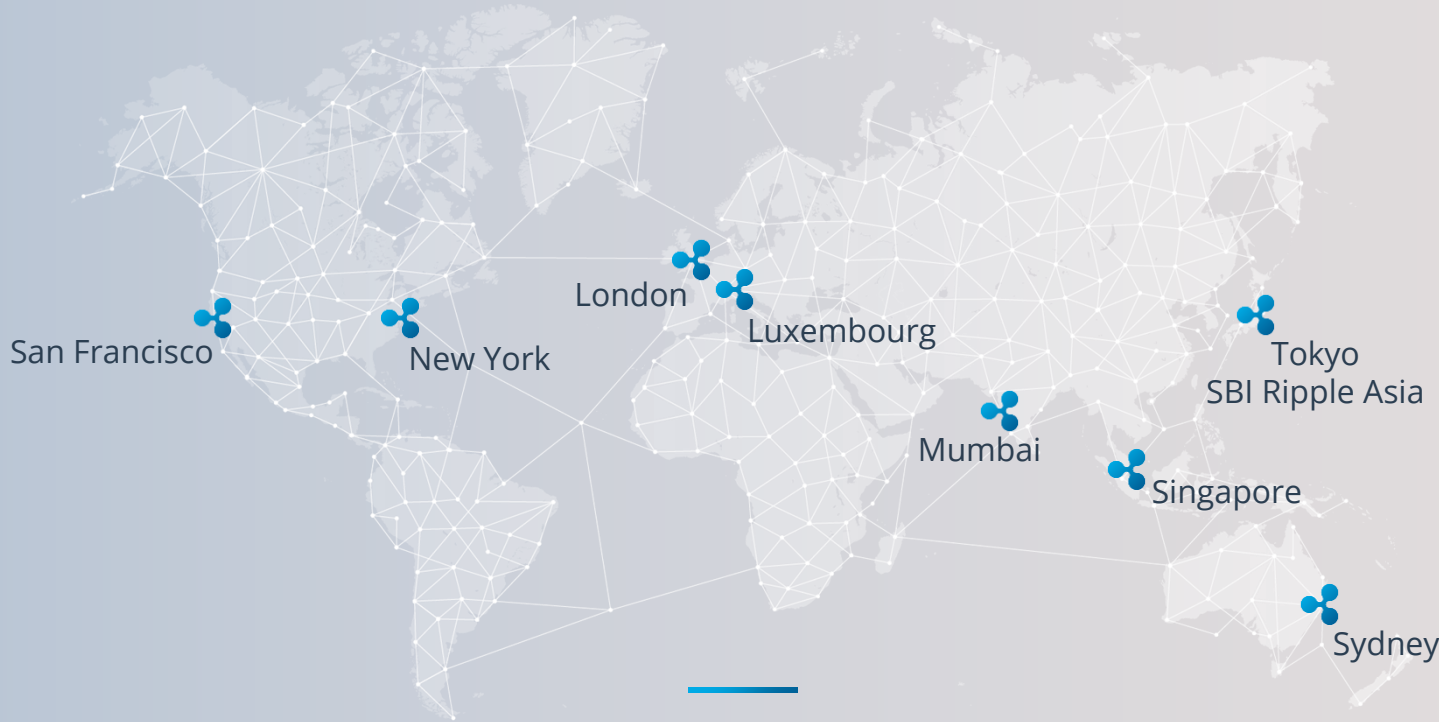 London
Luxembourg
San Francisco
New York
Tokyo
SBI Ripple Asia
Mumbai
Singapore
Sydney